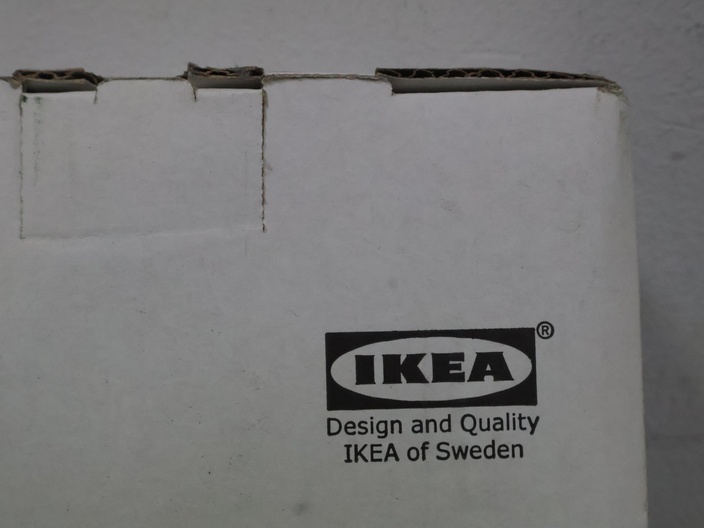 IKEA®
Design and Quality
IKEA of Sweden